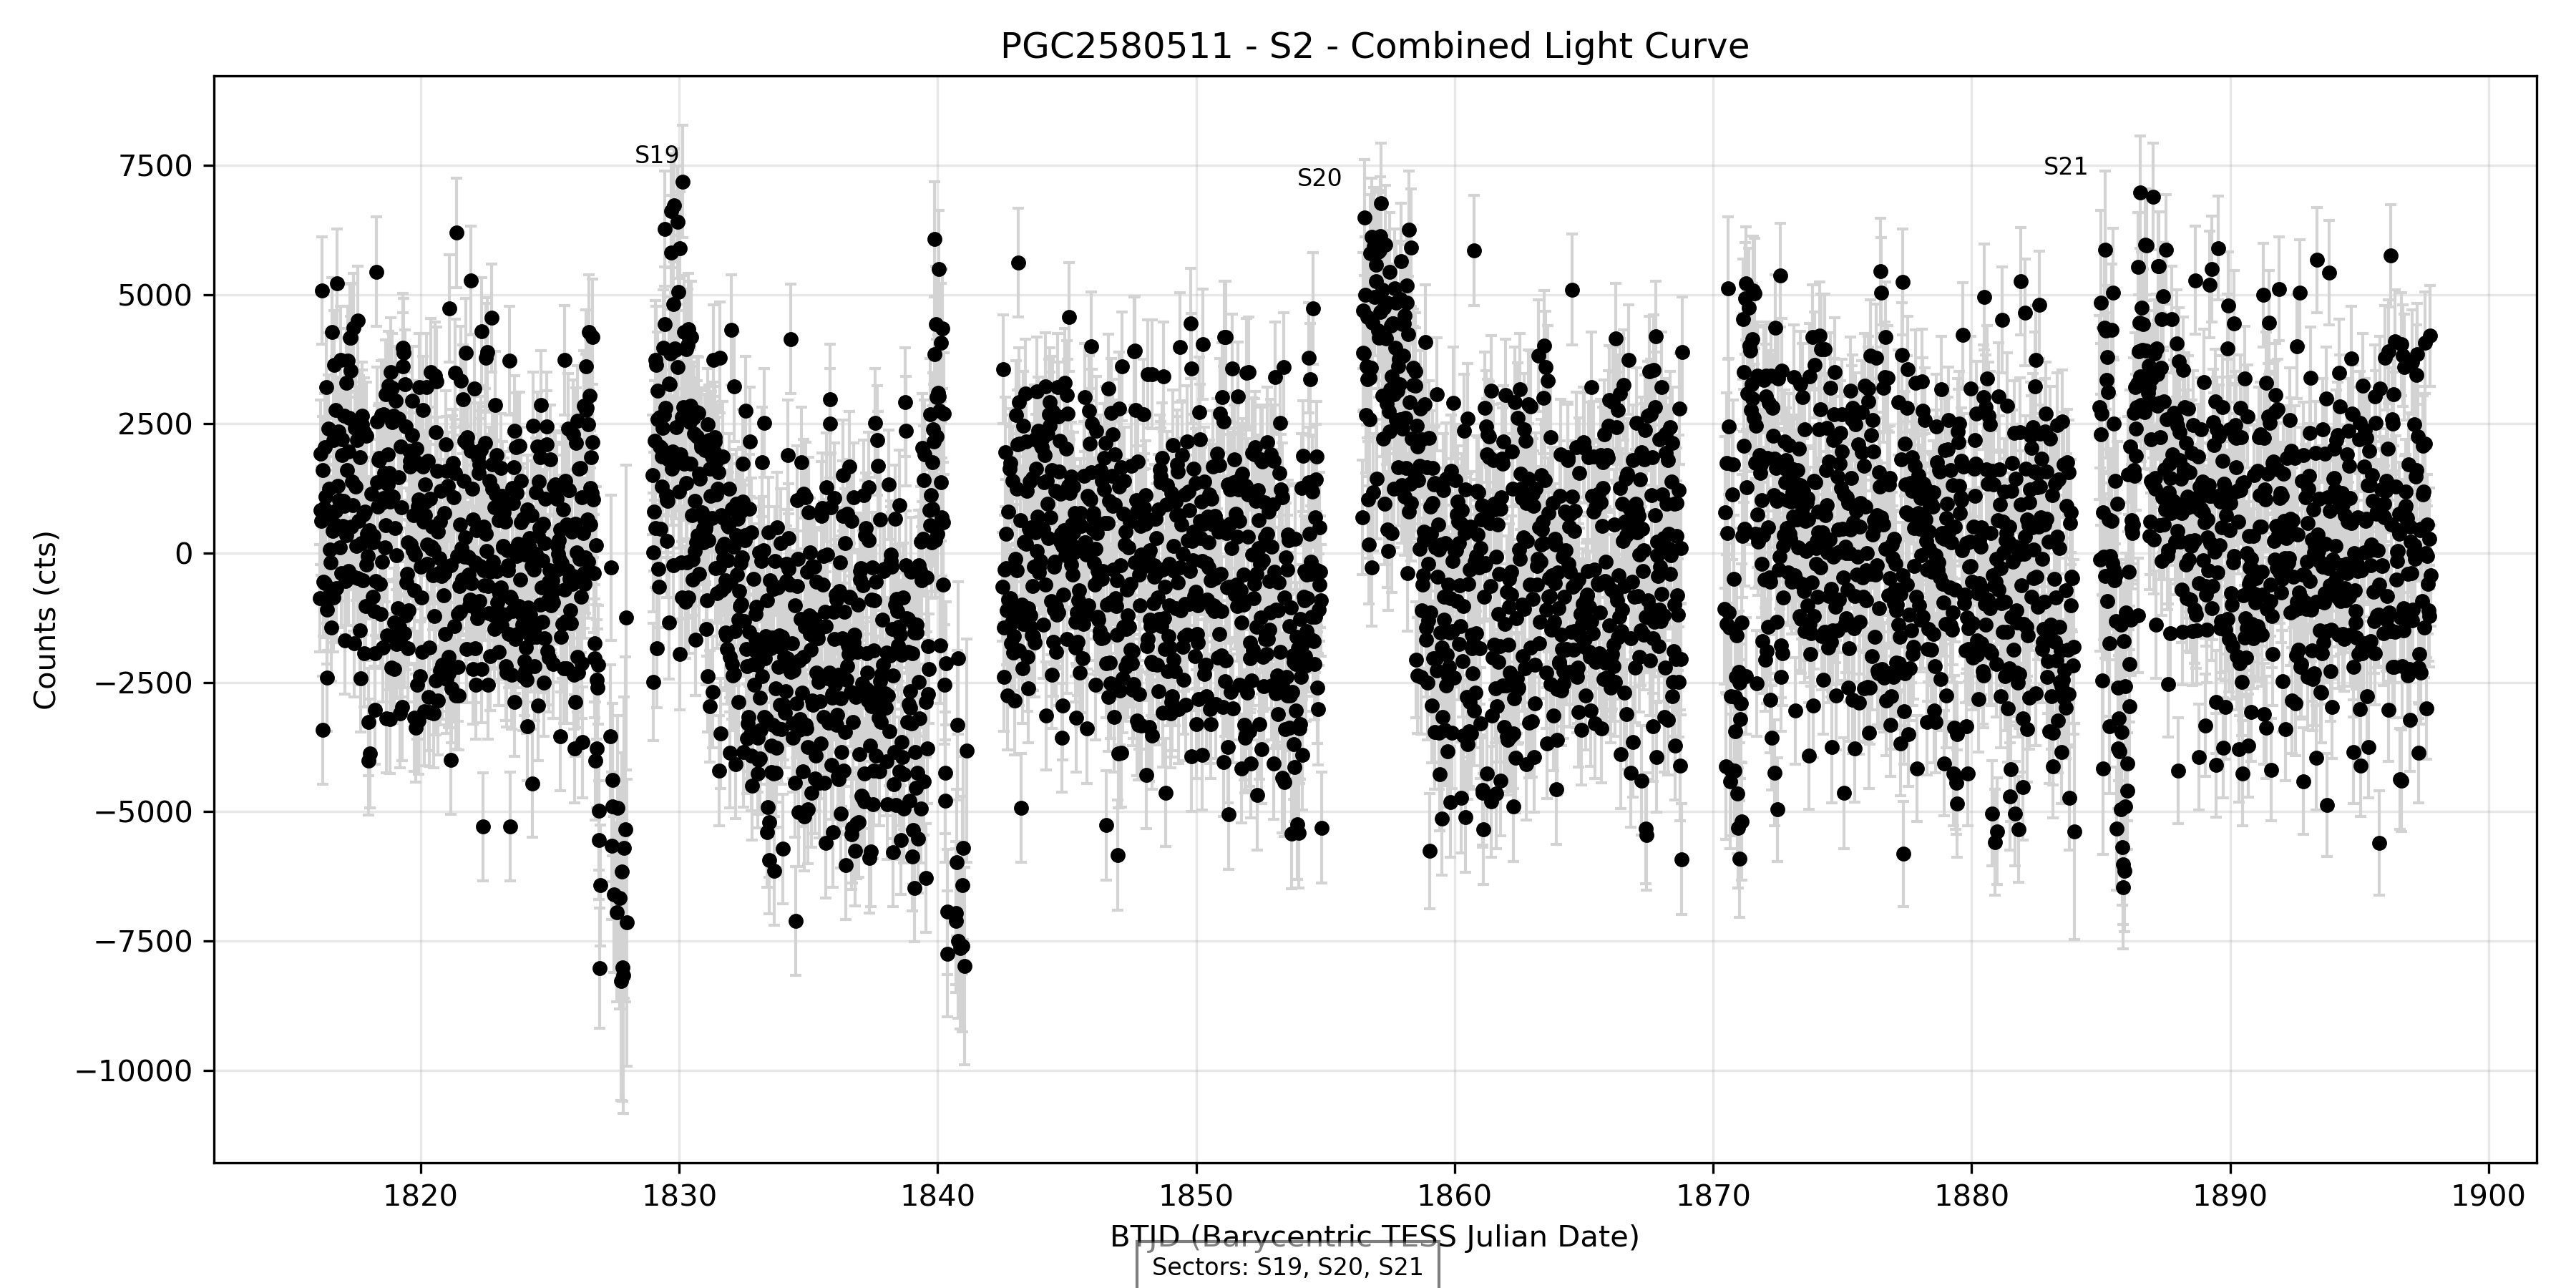 PGC2580511 - S2 - Combined Light Curve
7500
5000
2500
0
−2500
−5000
−7500
−10000
Counts (cts)
S19
S20
S21
1820
1830
1840
1850
1860
1870
1880
1890
1900
BTJD (Barycentric TESS Julian Date)
Sectors: S19, S20, S21